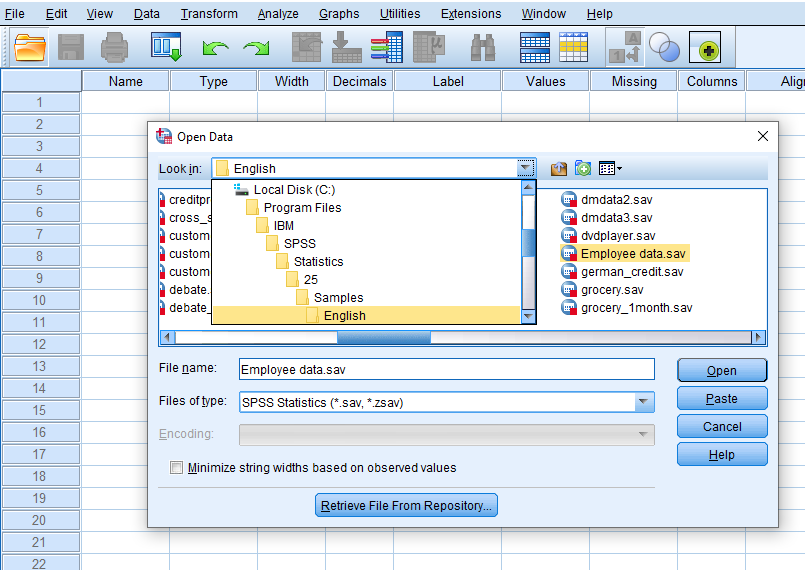 File Edit View Data Transform Analyze Graphs Utilities Extensions Window Help
Name Type Width Decimals Label Values Missing Columns Align
1
2
3
4
5
6
7
8
9
10
11
12
13
14
15
16
17
18
19
20
21
22
Open Data
Look in: English
Local Disk (C:)
Program Files
IBM
SPSS
Statistics
25
Samples
English
creditpr
cross_s
custom
custom
custom
debate.
debate_
dmdata2.sav
dmdata3.sav
dvdplayer.sav
Employee data.sav
german_credit.sav
grocery.sav
grocery_1month.sav
File name: Employee data.sav
Files of type: SPSS Statistics (*.sav, *.zsav)
Encoding:
Minimize string widths based on observed values
Open
Paste
Cancel
Help
Retrieve File From Repository...